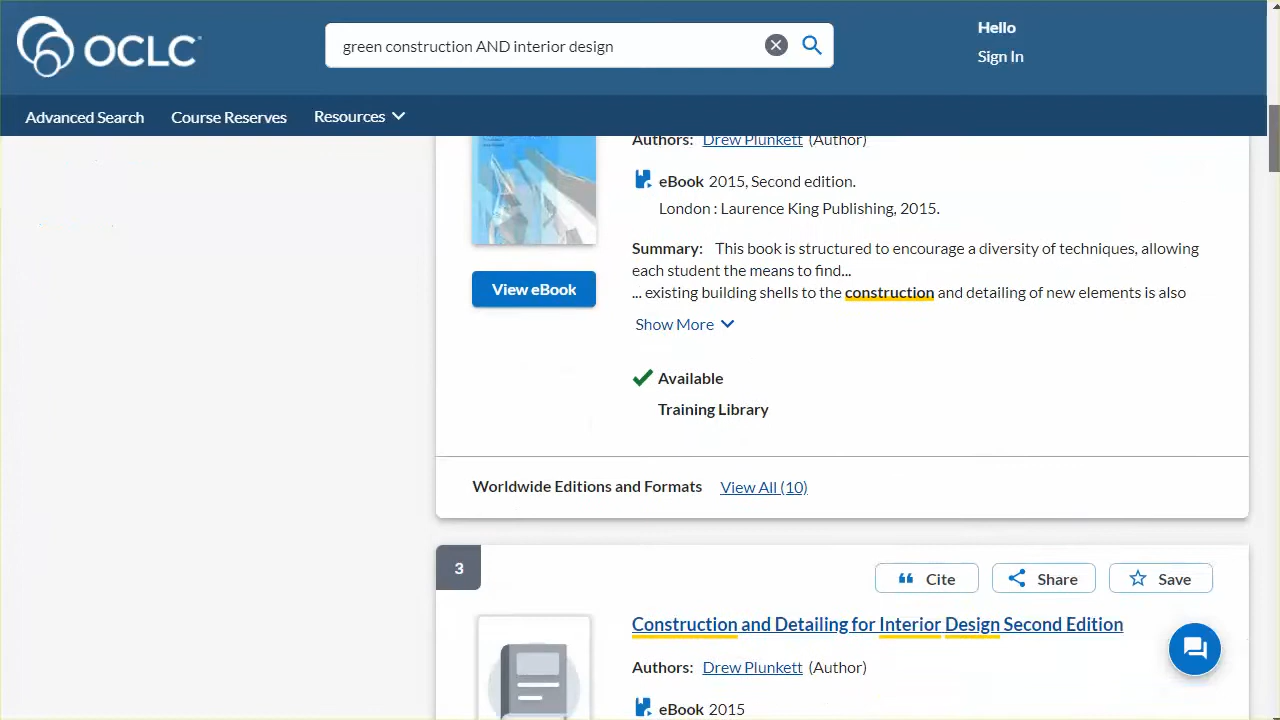 OCLC
green construction AND interior design
Hello
Sign In
Advanced Search
Course Reserves
Resources
Authors: Drew Plunkett (Author)
eBook 2015, Second edition.
London : Laurence King Publishing, 2015.
Summary: This book is structured to encourage a diversity of techniques, allowing
each student the means to find...
... existing building shells to the construction and detailing of new elements is also
View eBook
Show More
Available
Training Library
Worldwide Editions and Formats View All (10)
3
Cite
Share
Save
Construction and Detailing for Interior Design Second Edition
Authors: Drew Plunkett (Author)
eBook 2015